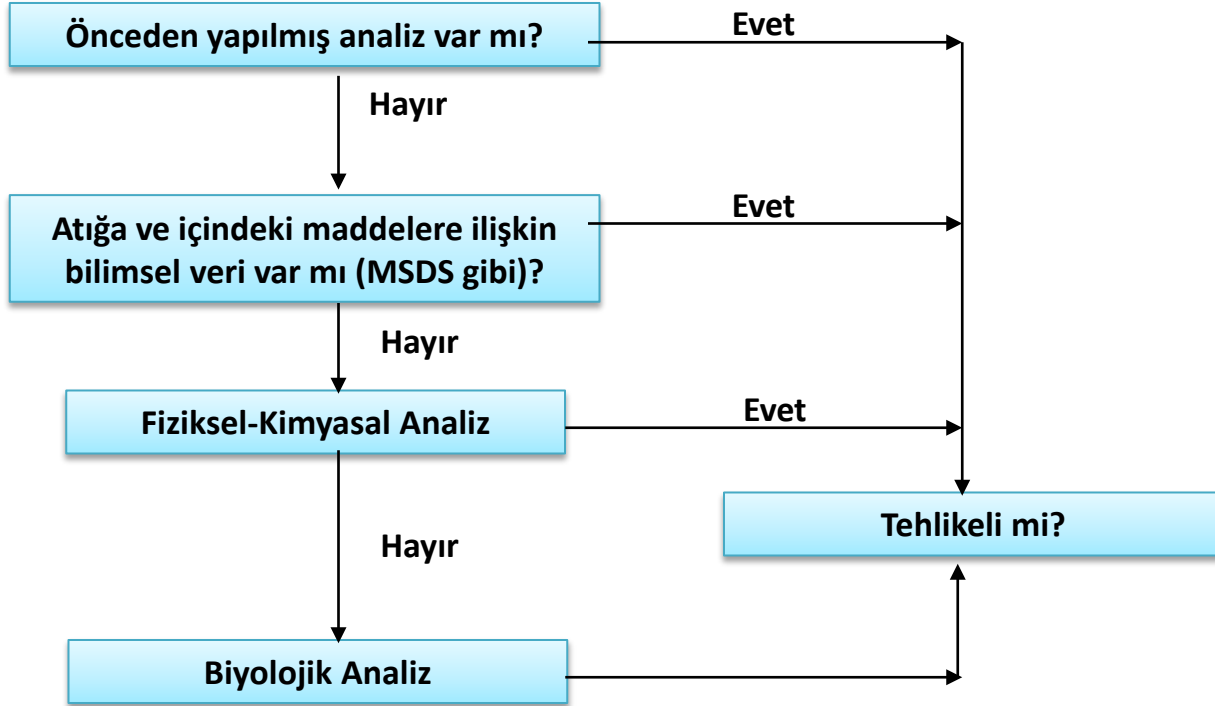 Önceden yapılmış analiz var mı?
Evet
Hayır
Atığa ve içindeki maddelere ilişkin
bilimsel veri var mı (MSDS gibi)?
Evet
Hayır
Fiziksel-Kimyasal Analiz
Evet
Hayır
Tehlikeli mi?
Biyolojik Analiz